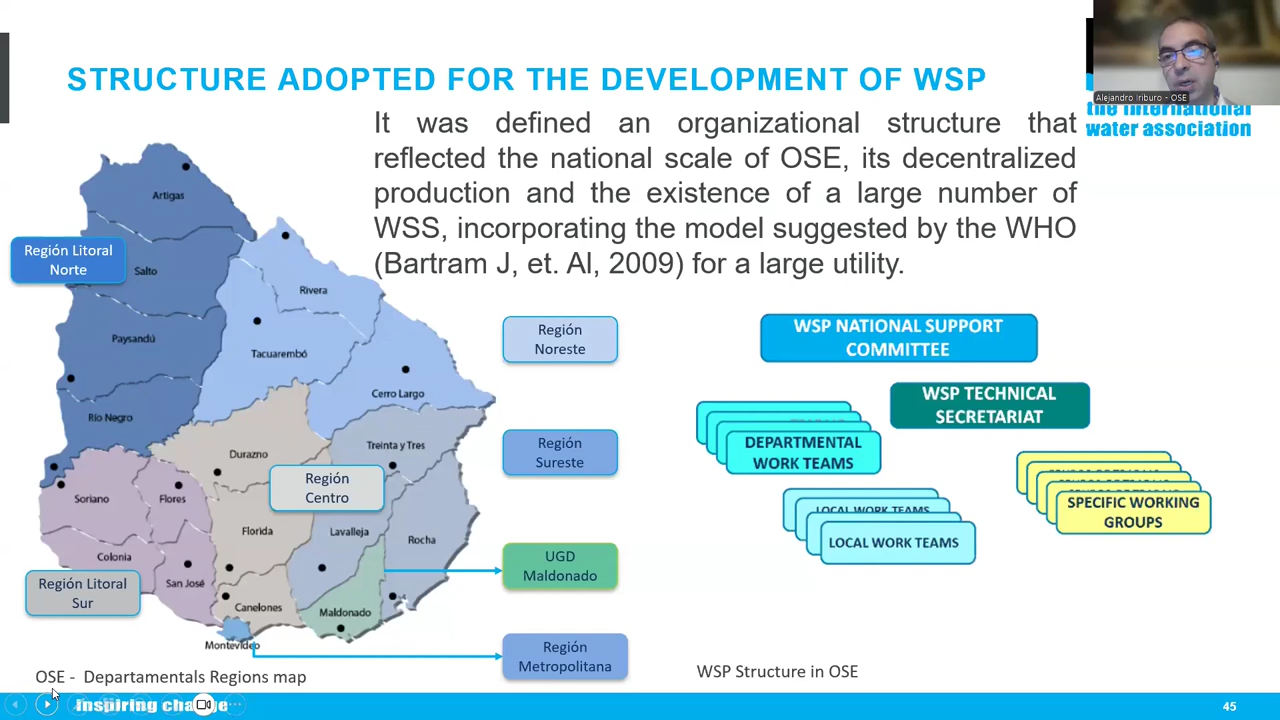 STRUCTURE ADOPTED FOR THE DEVELOPMENT OF WSP
Alejandro Iriburo - OSE
the international
water association
It was defined an organizational structure that
reflected the national scale of OSE, its decentralized
production and the existence of a large number of
WSS, incorporating the model suggested by the WHO
(Bartram J, et. Al, 2009) for a large utility.
Artigas
Región Litoral
Norte
Salto
Rivera
Paysandú
Tacuarembó
Cerro Largo
Río Negro
Treinta y Tres
Durazno
Región
Centro
Soriano
Flores
Florida
Lavalleja
Rocha
Colonia
San José
Región Litoral
Sur
Canelones
Maldonado
Montevideo
Región
Noreste
Región
Sureste
UGD
Maldonado
Región
Metropolitana
WSP NATIONAL SUPPORT
COMMITTEE
WSP TECHNICAL
SECRETARIAT
DEPARTMENTAL
WORK TEAMS
LOCAL WORK TEAMS
LOCAL WORK TEAMS
SPECIFIC WORKING
GROUPS
OSE - Departamentals Regions map
WSP Structure in OSE
inspiring change
45